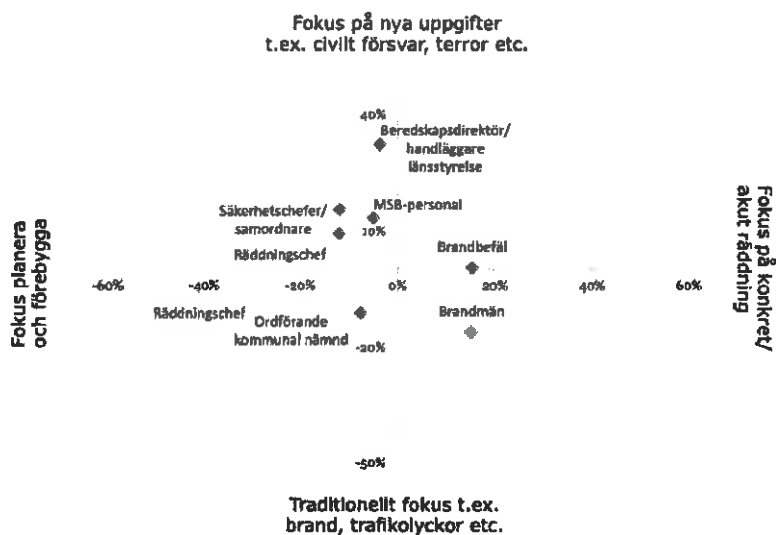 Fokus på nya uppgifter
t.ex. civilt försvar, terror etc.
40%
Beredskapsdirektör/
handläggare
länsstyrelse
Säkerhetschefer/
samordnare
MSB-personal
10%
Räddningschef
Brandbefäl
-60%
-40%
-20%
0%
20%
40%
60%
Räddningschef
Ordförande
kommunal nämnd
Brandmän
-20%
-50%
Fokus planera
och förebygga
Fokus på konkret/
akut räddning
Traditionellt fokus t.ex.
brand, trafikolyckor etc.